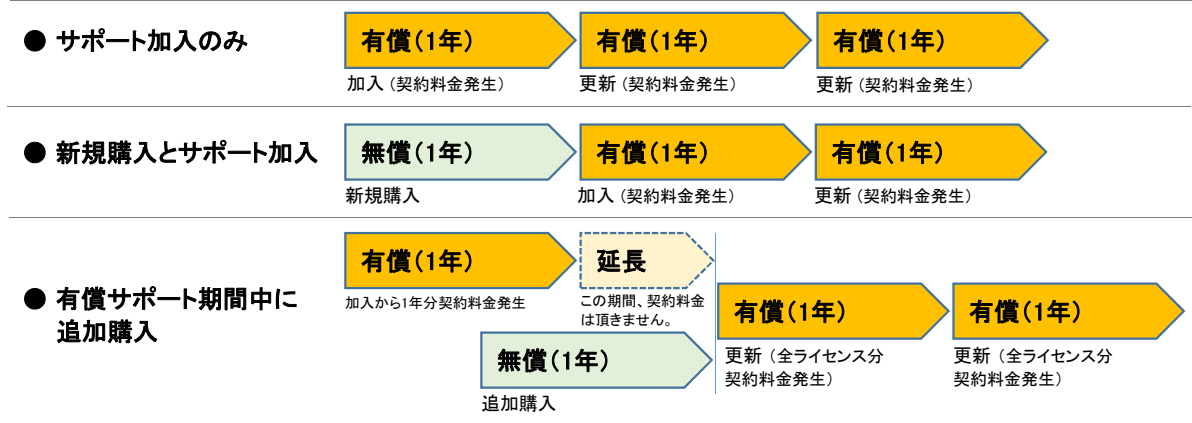 ● サポート加入のみ
有償（1年）
有償（1年）
有償（1年）
加入（契約料金発生）
更新（契約料金発生）
更新（契約料金発生）
● 新規購入とサポート加入
無償（1年）
有償（1年）
有償（1年）
新規購入
加入（契約料金発生）
更新（契約料金発生）
● 有償サポート期間中に
追加購入
有償（1年）
延長
加入から1年分契約料金発生
この期間、契約料金
は頂きません。
無償（1年）
追加購入
有償（1年）
有償（1年）
更新（全ライセンス分
契約料金発生）
更新（全ライセンス分
契約料金発生）